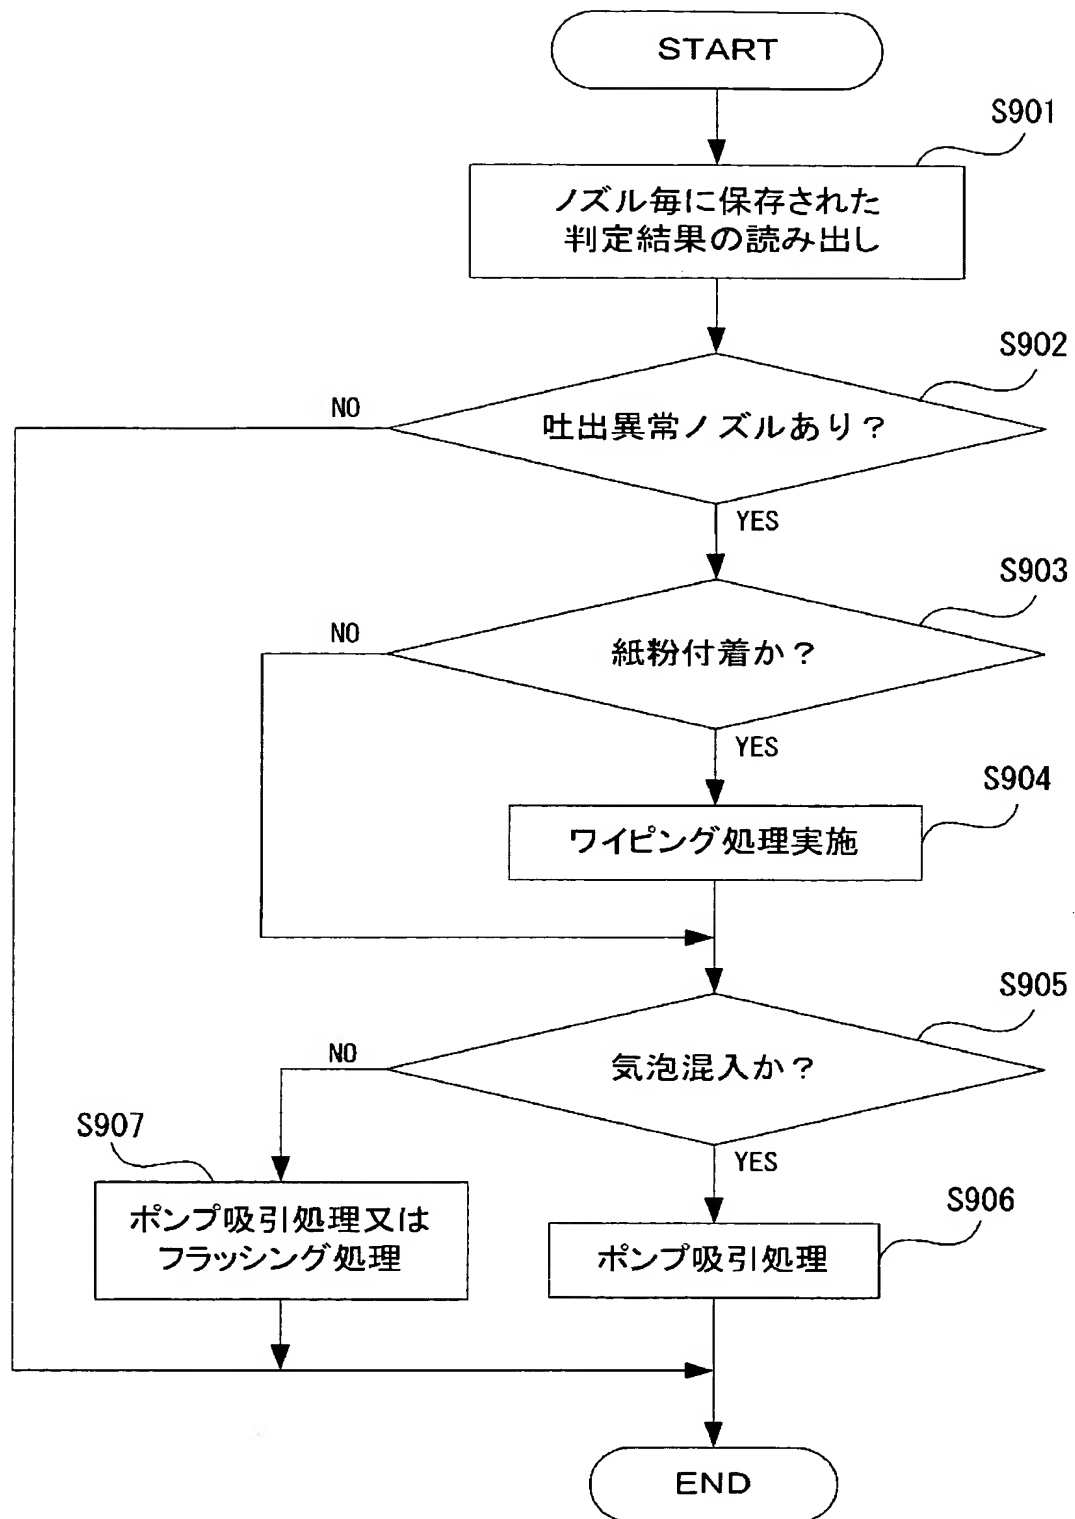 START
S901
ノズル毎に保存された
判定結果の読み出し
S902
NO
吐出異常ノズルあり？
YES
S903
NO
紙粉付着か？
YES
S904
ワイピング処理実施
S905
NO
気泡混入か？
S907
YES
S906
ポンプ吸引処理又は
フラッシング処理
ポンプ吸引処理
END